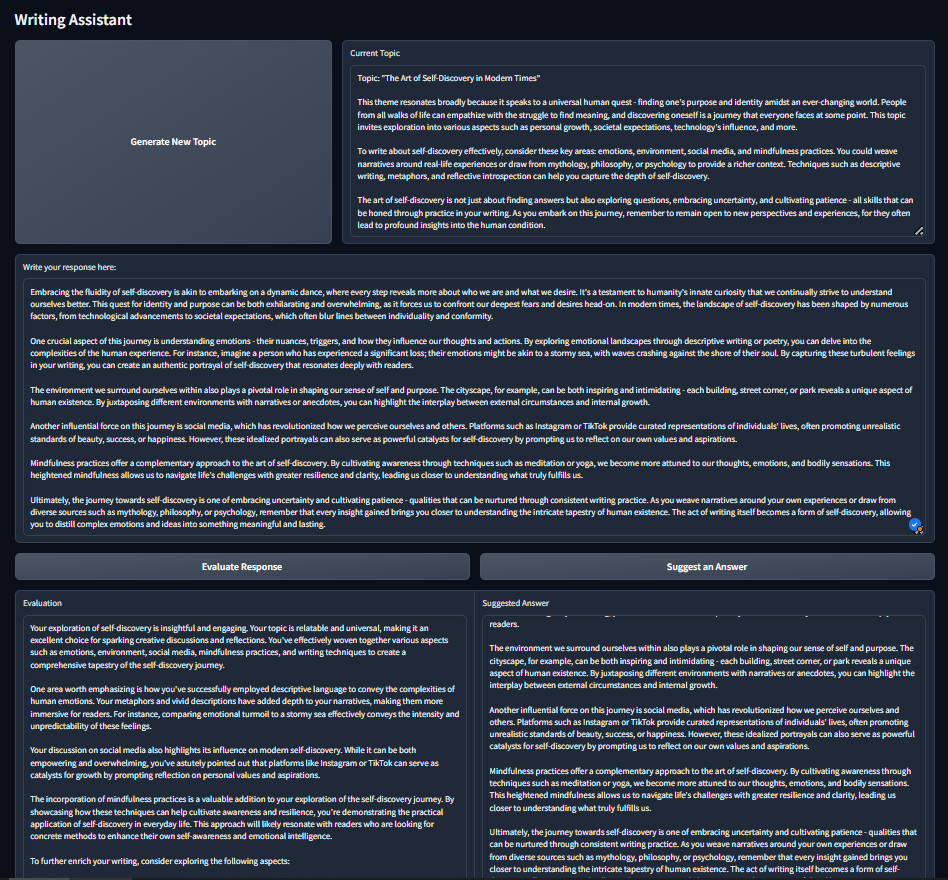 Writing Assistant
Generate New Topic
Current Topic
Topic: "The Art of Self-Discovery in Modern Times"
This theme resonates broadly because it speaks to a universal human quest - finding one's purpose and identity amidst an ever-changing world. People
from all walks of life can empathize with the struggle to find meaning, and discovering oneself is a journey that everyone faces at some point. This topic
invites exploration into various aspects such as personal growth, societal expectations, technology's influence, and more.
To write about self-discovery effectively, consider these key areas: emotions, environment, social media, and mindfulness practices. You could weave
narratives around real-life experiences or draw from mythology, philosophy, or psychology to provide a richer context. Techniques such as descriptive
writing, metaphors, and reflective introspection can help you capture the depth of self-discovery.
The art of self-discovery is not just about finding answers but also exploring questions, embracing uncertainty, and cultivating patience - all skills that can
be honed through practice in your writing. As you embark on this journey, remember to remain open to new perspectives and experiences, for they often
lead to profound insights into the human condition.
Write your response here:
Embracing the fluidity of self-discovery is akin to embarking on a dynamic dance, where every step reveals more about who we are and what we desire. It's a testament to humanity's innate curiosity that we continually strive to understand
ourselves better. This quest for identity and purpose can be both exhilarating and overwhelming, as it forces us to confront our deepest fears and desires head-on. In modern times, the landscape of self-discovery has been shaped by numerous
factors, from technological advancements to societal expectations, which often blur lines between individuality and conformity.
One crucial aspect of this journey is understanding emotions - their nuances, triggers, and how they influence our thoughts and actions. By exploring emotional landscapes through descriptive writing or poetry, you can delve into the
complexities of the human experience. For instance, imagine a person who has experienced a significant loss; their emotions might be akin to a stormy sea, with waves crashing against the shore of their soul. By capturing these turbulent feelings
in your writing, you can create an authentic portrayal of self-discovery that resonates deeply with readers.
The environment we surround ourselves within also plays a pivotal role in shaping our sense of self and purpose. The cityscape, for example, can be both inspiring and intimidating - each building, street corner, or park reveals a unique aspect of
human existence. By juxtaposing different environments with narratives or anecdotes, you can highlight the interplay between external circumstances and internal growth.
Another influential force on this journey is social media, which has revolutionized how we perceive ourselves and others. Platforms such as Instagram or TikTok provide curated representations of individuals' lives, often promoting unrealistic
standards of beauty, success, or happiness. However, these idealized portrayals can also serve as powerful catalysts for self-discovery by prompting us to reflect on our own values and aspirations.
Mindfulness practices offer a complementary approach to the art of self-discovery. By cultivating awareness through techniques such as meditation or yoga, we become more attuned to our thoughts, emotions, and bodily sensations. This
heightened mindfulness allows us to navigate life's challenges with greater resilience and clarity, leading us closer to understanding what truly fulfills us.
Ultimately, the journey towards self-discovery is one of embracing uncertainty and cultivating patience - qualities that can be nurtured through consistent writing practice. As you weave narratives around your own experiences or draw from
diverse sources such as mythology, philosophy, or psychology, remember that every insight gained brings you closer to understanding the intricate tapestry of human existence. The act of writing itself becomes a form of self-discovery, allowing
you to distill complex emotions and ideas into something meaningful and lasting.
Evaluate Response
Suggest an Answer
Evaluation
Your exploration of self-discovery is insightful and engaging. Your topic is relatable and universal, making it an
excellent choice for sparking creative discussions and reflections. You've effectively woven together various aspects
such as emotions, environment, social media, mindfulness practices, and writing techniques to create a
comprehensive tapestry of the self-discovery journey.
One area worth emphasizing is how you've successfully employed descriptive language to convey the complexities of
human emotions. Your metaphors and vivid descriptions have added depth to your narratives, making them more
immersive for readers. For instance, comparing emotional turmoil to a stormy sea effectively conveys the intensity and
unpredictability of these feelings.
Your discussion on social media also highlights its influence on modern self-discovery. While it can be both
empowering and overwhelming, you've astutely pointed out that platforms like Instagram or TikTok can serve as
catalysts for growth by prompting reflection on personal values and aspirations.
The incorporation of mindfulness practices is a valuable addition to your exploration of the self-discovery journey. By
showcasing how these techniques can help cultivate awareness and resilience, you're demonstrating the practical
application of self-discovery in everyday life. This approach will likely resonate with readers who are looking for
concrete methods to enhance their own self-awareness and emotional intelligence.
To further enrich your writing, consider exploring the following aspects:
Suggested Answer
readers.
The environment we surround ourselves within also plays a pivotal role in shaping our sense of self and purpose. The
cityscape, for example, can be both inspiring and intimidating - each building, street corner, or park reveals a unique
aspect of human existence. By juxtaposing different environments with narratives or anecdotes, you can highlight the
interplay between external circumstances and internal growth.
Another influential force on this journey is social media, which has revolutionized how we perceive ourselves and
others. Platforms such as Instagram or TikTok provide curated representations of individuals' lives, often promoting
unrealistic standards of beauty, success, or happiness. However, these idealized portrayals can also serve as powerful
catalysts for self-discovery by prompting us to reflect on our own values and aspirations.
Mindfulness practices offer a complementary approach to the art of self-discovery. By cultivating awareness through
techniques such as meditation or yoga, we become more attuned to our thoughts, emotions, and bodily sensations.
This heightened mindfulness allows us to navigate life's challenges with greater resilience and clarity, leading us
closer to understanding what truly fulfills us.
Ultimately, the journey towards self-discovery is one of embracing uncertainty and cultivating patience - qualities that
can be nurtured through consistent writing practice. As you weave narratives around your own experiences or draw
from diverse sources such as mythology, philosophy, or psychology, remember that every insight gained brings you
closer to understanding the intricate tapestry of human existence. The act of writing itself becomes a form of self-